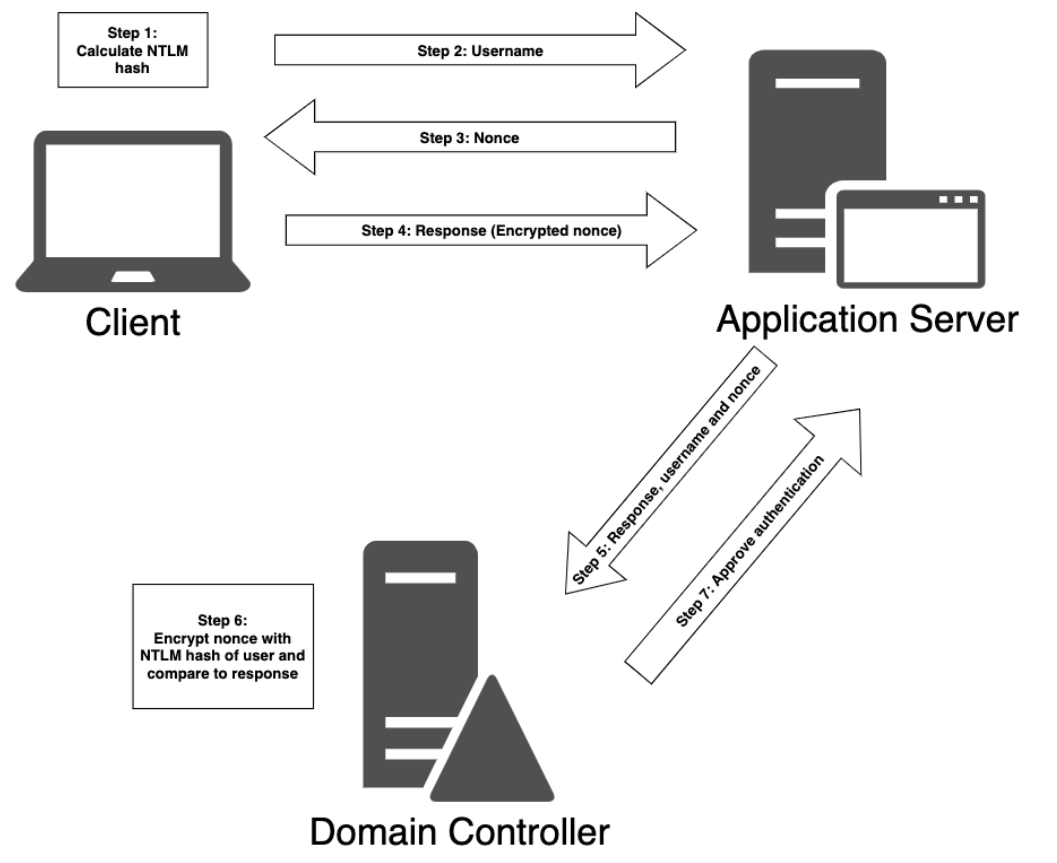 Step 1:
Calculate NTLM
hash
Step 2: Username
Step 3: Nonce
Step 4: Response (Encrypted nonce)
Client
Application Server
Step 5: Response, username and nonce
Step 7: Approve authentication
Step 6:
Encrypt nonce with
NTLM hash of user and
compare to response
Domain Controller